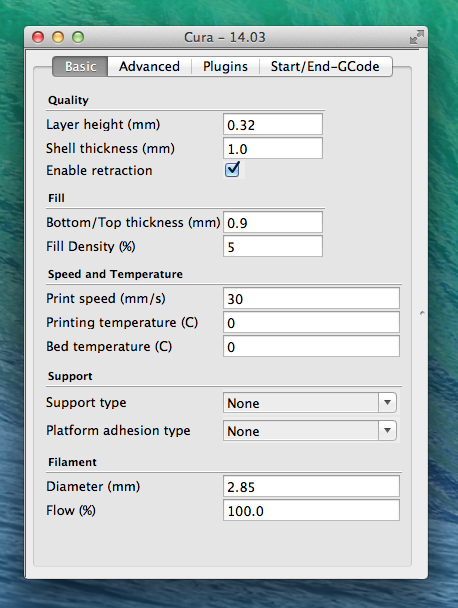 Cura – 14.03
Basic Advanced Plugins Start/End-GCode
Quality
Layer height (mm) 0.32
Shell thickness (mm) 1.0
Enable retraction
Fill
Bottom/Top thickness (mm) 0.9
Fill Density (%) 5
Speed and Temperature
Print speed (mm/s) 30
Printing temperature (C) 0
Bed temperature (C) 0
Support
Support type None
Platform adhesion type None
Filament
Diameter (mm) 2.85
Flow (%) 100.0